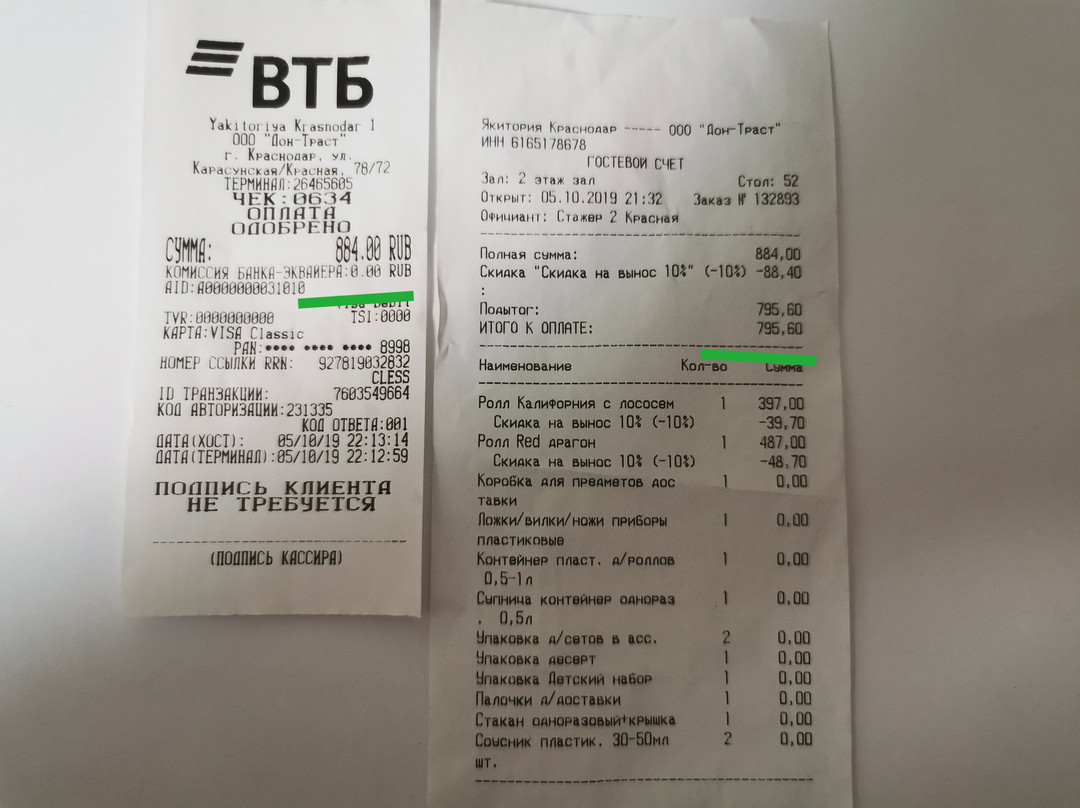 ВТБ
Yakitoriya Krasnodar 1
ООО "Дон-Траст"
г. Краснодар, ул.
Карасунская/Красная, 78/72
ТЕРМИНАЛ:26465605
ЧЕК:0634
ОПЛАТА
ОДОБРЕНО
СУММА: 884.00 RUB
КОМИССИЯ БАНКА-ЭКВАЙЕРА:0.00 RUB
AID:A0000000031010
Visa Debit
TVR:0000000000 TSI:0000
КАРТА:VISA Classic
PAN:•••• •••• •••• 8998
НОМЕР ССЫЛКИ RRN: 927819032832
CLESS
ID ТРАНЗАКЦИИ: 7603549664
КОД АВТОРИЗАЦИИ:231335
КОД ОТВЕТА:001
ДАТА(ХОСТ): 05/10/19 22:13:14
ДАТА(ТЕРМИНАЛ):05/10/19 22:12:59
ПОДПИСЬ КЛИЕНТА
НЕ ТРЕБУЕТСЯ
(ПОДПИСЬ КАССИРА)
Якитория Краснодар ----- ООО "Дон-Траст"
ИНН 6165178678
ГОСТЕВОЙ СЧЕТ
Зал: 2 этаж зал Стол: 52
Открыт: 05.10.2019 21:32 Заказ № 132893
Официант: Стажер 2 Красная
Полная сумма: 884,00
Скидка "Скидка на вынос 10%" (-10%) -88,40
:
Подытог: 795,60
ИТОГО К ОПЛАТЕ: 795,60
Наименование Кол-во Сумма
Ролл Калифорния с лососем 1 397,00
Скидка на вынос 10% (-10%) -39,70
Ролл Red драгон 1 487,00
Скидка на вынос 10% (-10%) -48,70
Коробка для предметов дос 1 0,00
тавки
Ложки/вилки/ножи приборы 1 0,00
пластиковые
Контейнер пласт. д/роллов 1 0,00
0,5-1л
Супница контейнер однораз 1 0,00
. 0,5л
Упаковка д/сетов в асс. 2 0,00
Упаковка десерт 1 0,00
Упаковка Детский набор 1 0,00
Палочки д/доставки 1 0,00
Стакан одноразовый+крышка 1 0,00
Соусник пластик. 30-50мл 2 0,00
шт.